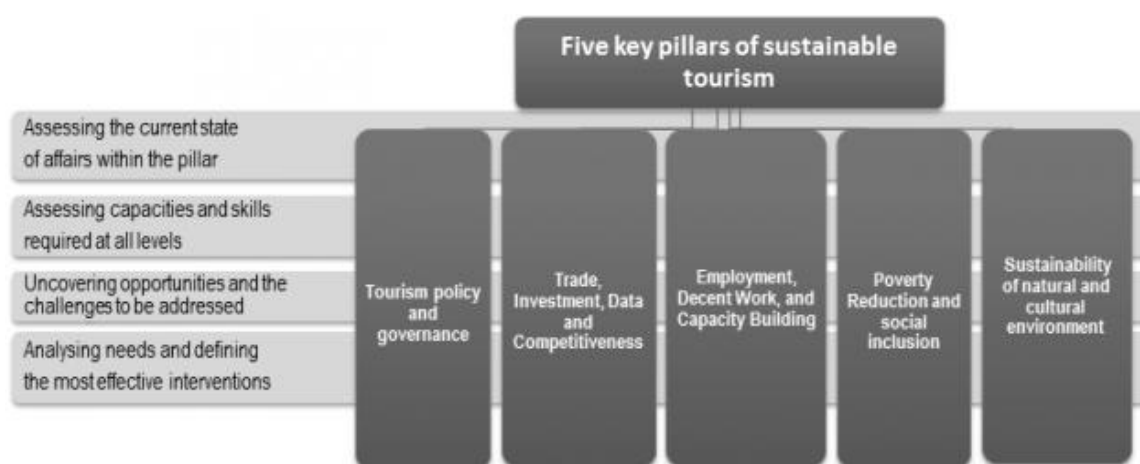 Five key pillars of sustainable
tourism
Assessing the current state
of affairs within the pillar
Assessing capacities and skills
required at all levels
Uncovering opportunities and the
challenges to be addressed
Analysing needs and defining
the most effective interventions
Tourism policy
and
governance
Trade,
Investment, Data
and
Competitiveness
Employment,
Decent Work, and
Capacity Building
Poverty
Reduction and
social
inclusion
Sustainability
of natural and
cultural
environment